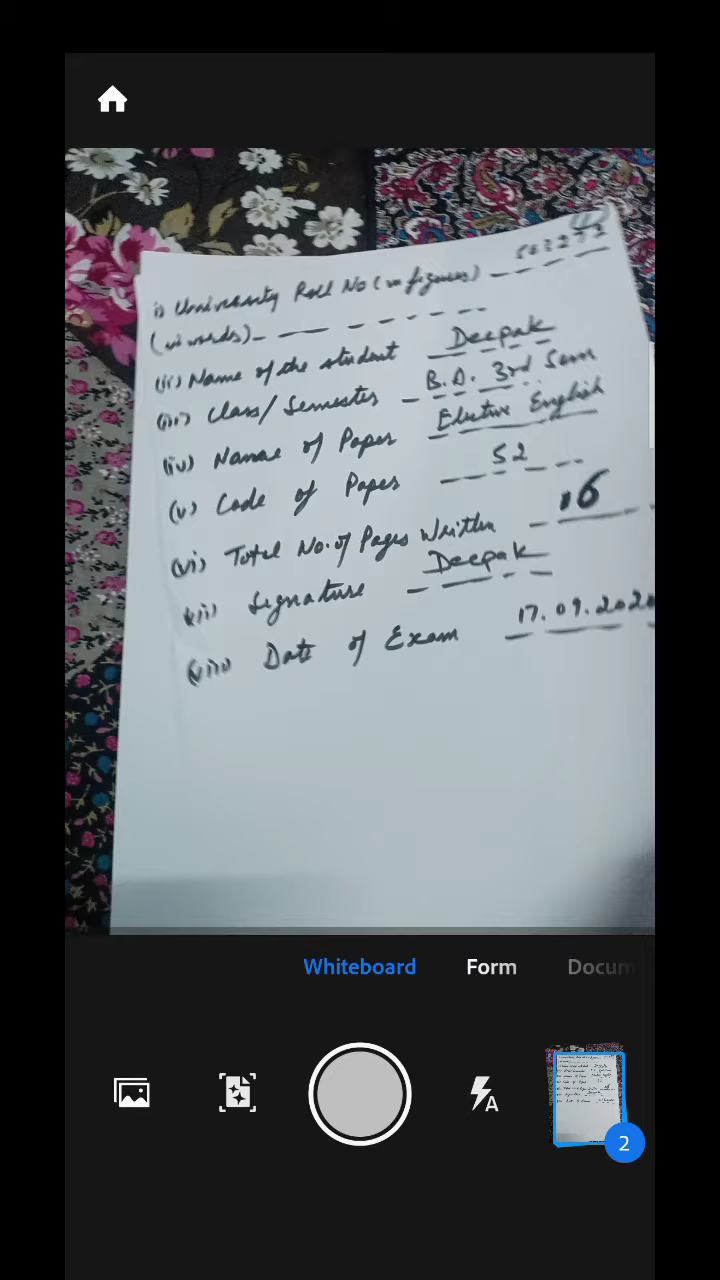 i) University Roll No (in figures) _ _ _ _
(in words) _ _ _ _ _ _ _
(ii) Name of the student Deepak
(iii) Class/Semester _ B.A. 3rd Sem
(iv) Name of Paper Elective English
(v) Code of Paper 52
(vi) Total No. of Pages Written _ 16
(vii) Signature _ Deepak
(viii) Date of Exam 17.09.2020
Whiteboard Form Docum
A
2